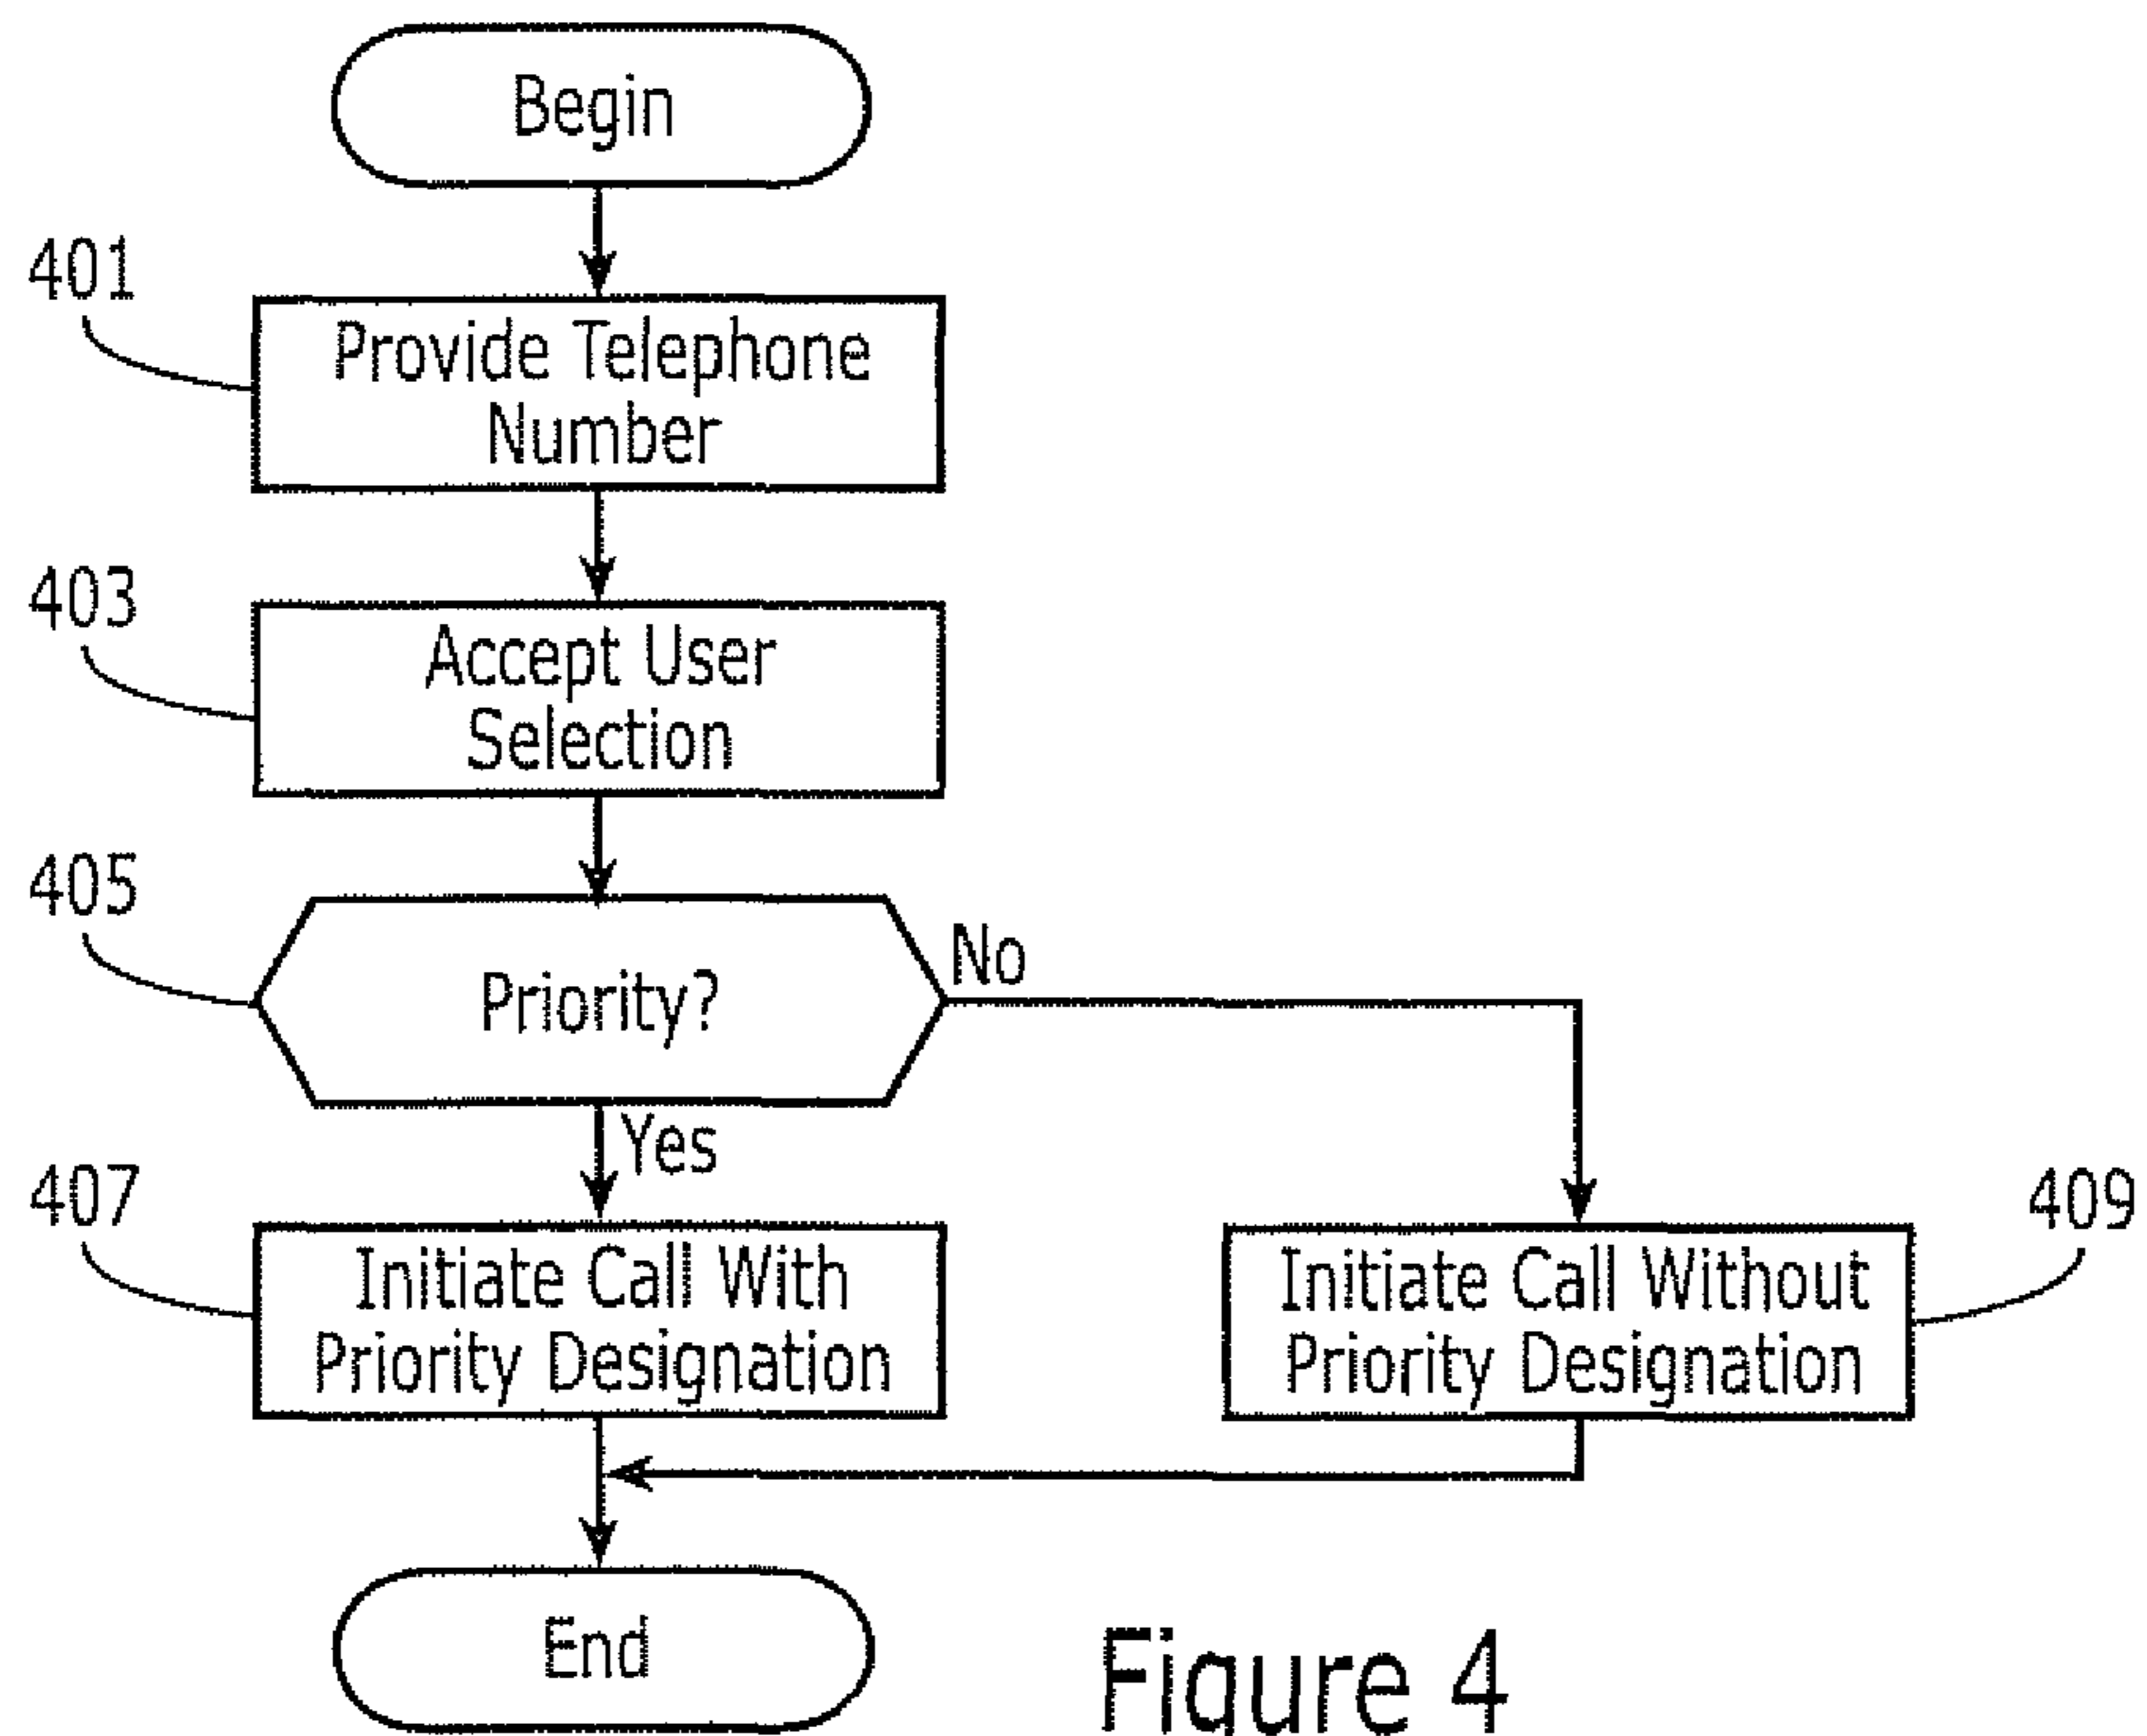 Begin
401
Provide Telephone
Number
403
Accept User
Selection
405
Priority?
No
Yes
407
Initiate Call With
Priority Designation
409
Initiate Call Without
Priority Designation
End
Figure 4